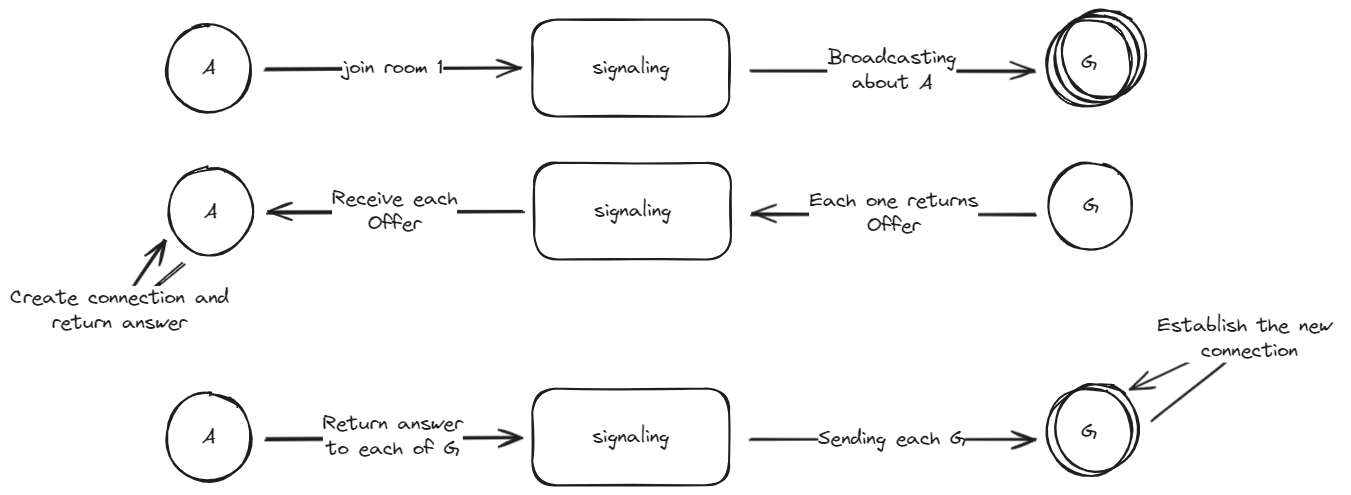 A
join room 1
signaling
Broadcasting
about A
G
A
Receive each
Offer
signaling
Each one returns
Offer
G
Create connection and
return answer
Establish the new
connection
A
Return answer
to each of G
signaling
Sending each G
G